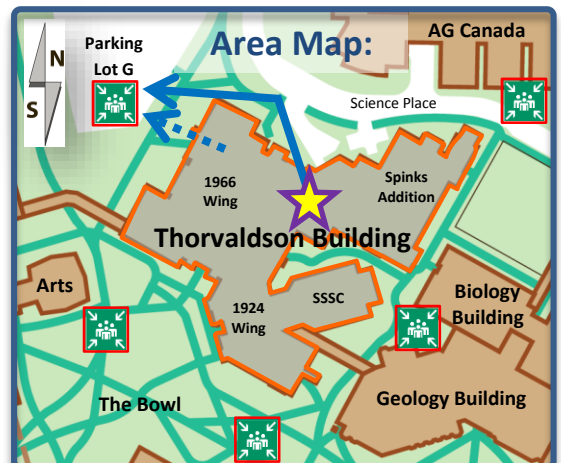 Area Map:
AG Canada
N
S
Parking
Lot G
Science Place
1966
Wing
Spinks
Addition
Thorvaldson Building
Arts
1924
Wing
SSSC
Biology
Building
The Bowl
Geology Building